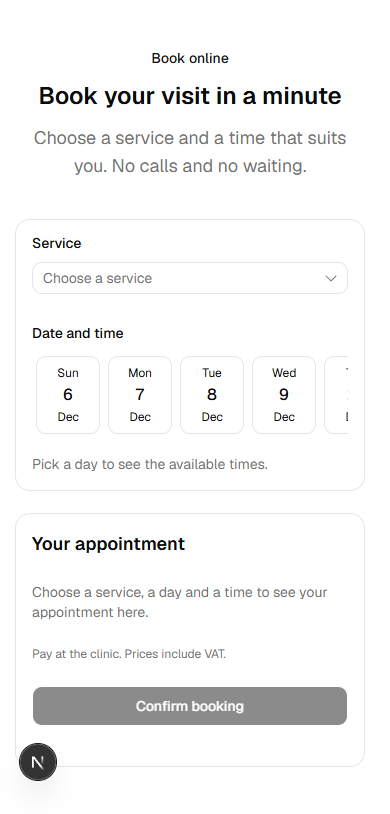 Book online
Book your visit in a minute
Choose a service and a time that suits
you. No calls and no waiting.
Service
Choose a service
Date and time
Sun
6
Dec
Mon
7
Dec
Tue
8
Dec
Wed
9
Dec
Pick a day to see the available times.
Your appointment
Choose a service, a day and a time to see your
appointment here.
Pay at the clinic. Prices include VAT.
Confirm booking
N